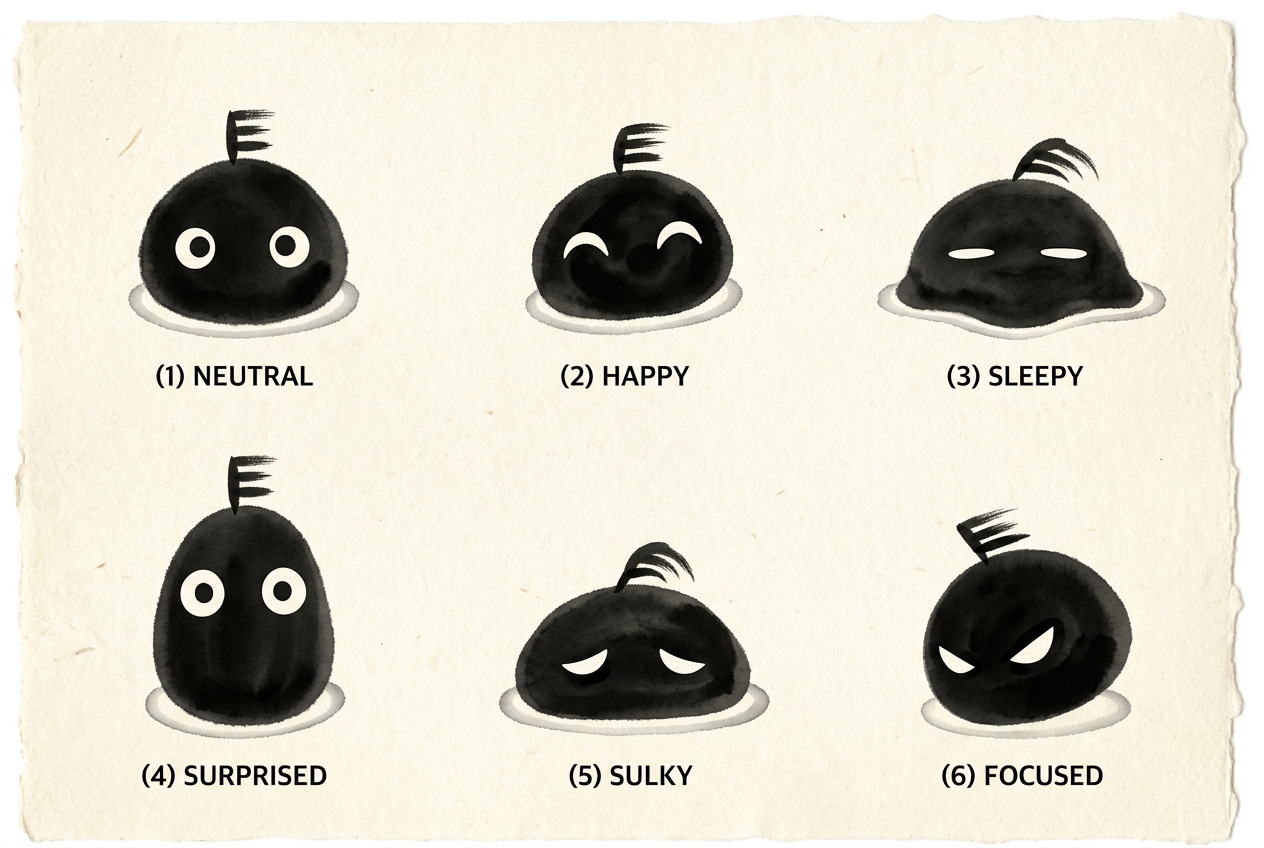 (1) NEUTRAL
(2) HAPPY
(3) SLEEPY
(4) SURPRISED
(5) SULKY
(6) FOCUSED